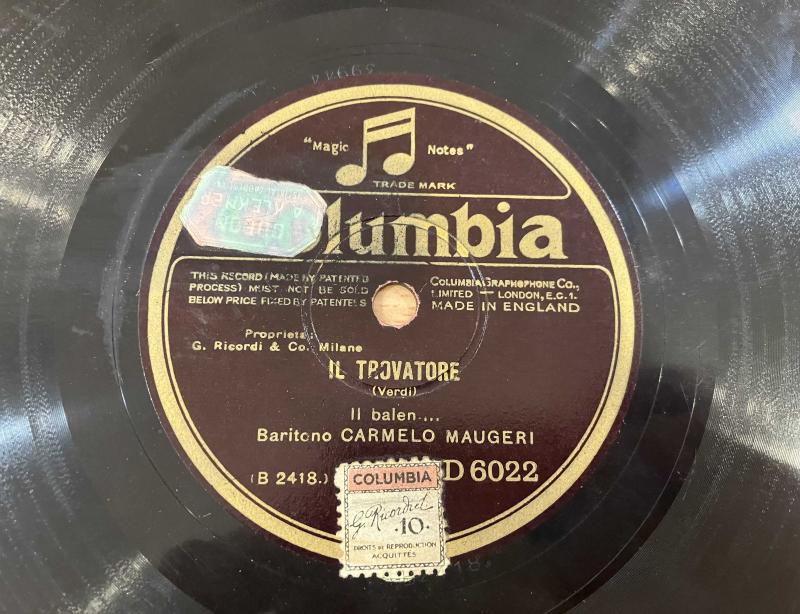 "Magic Notes"
TRADE MARK
Columbia
THIS RECORD (MADE BY PATENTED
PROCESS) MUST NOT BE SOLD
BELOW PRICE FIXED BY PATENTEES
COLUMBIA GRAPHOPHONE CO.,
LIMITED — LONDON, E.C.1.
MADE IN ENGLAND
Proprieta:
G. Ricordi & Co. Milano
IL TROVATORE
(Verdi)
Il balen....
Baritono CARMELO MAUGERI
(B 2418.)
D 6022
COLUMBIA
G. Ricordi
·10·
DROITS DE REPRODUCTION
ACQUITTÉS